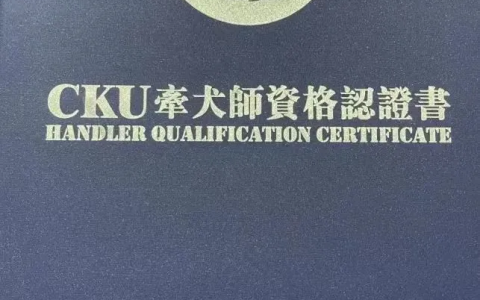 CKU牽犬師資格認證書
HANDLER QUALIFICATION CERTIFICATE